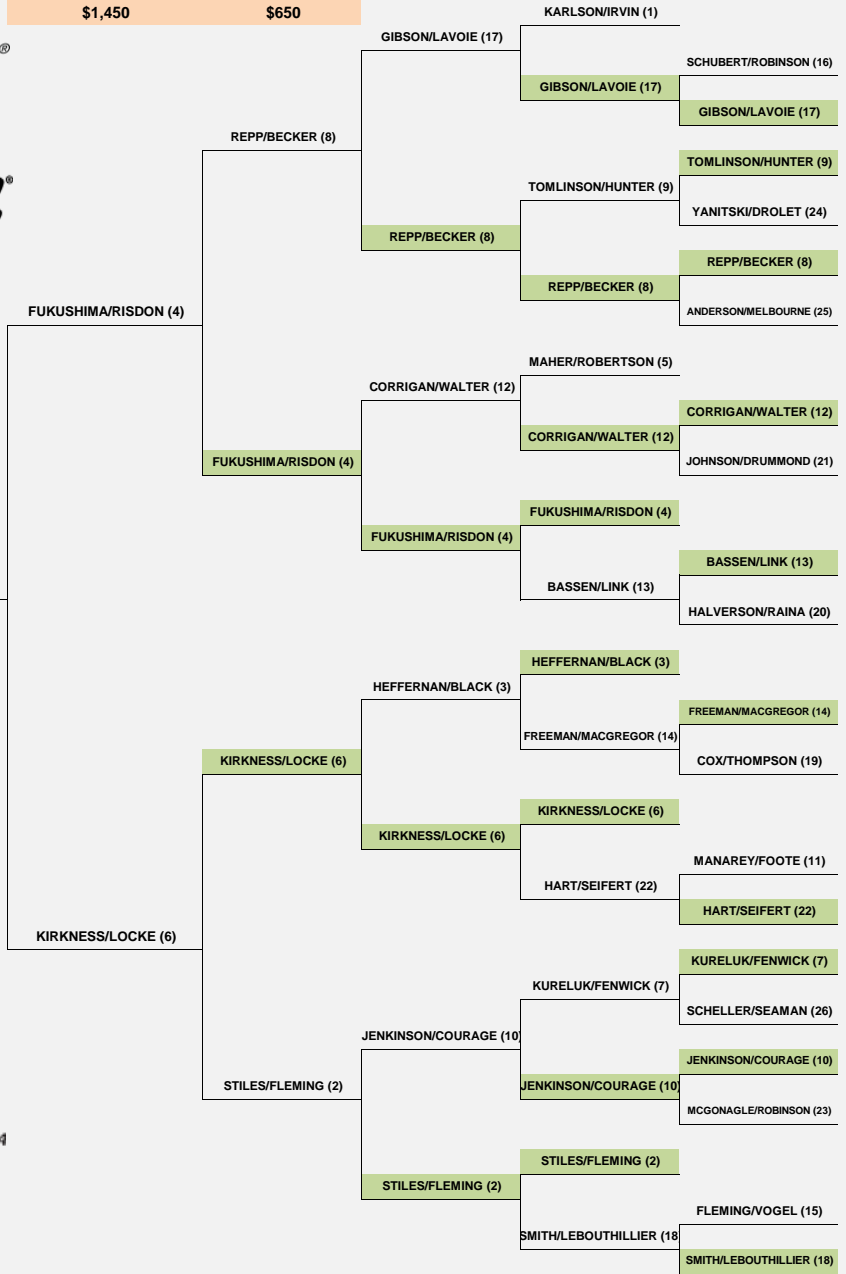 $1,450 $650
KARLSON/IRVIN (1)
GIBSON/LAVOIE (17)
SCHUBERT/ROBINSON (16)
GIBSON/LAVOIE (17)
GIBSON/LAVOIE (17)
REPP/BECKER (8)
TOMLINSON/HUNTER (9)
TOMLINSON/HUNTER (9)
YANITSKI/DROLET (24)
REPP/BECKER (8)
REPP/BECKER (8)
REPP/BECKER (8)
FUKUSHIMA/RISDON (4)
ANDERSON/MELBOURNE (25)
MAHER/ROBERTSON (5)
CORRIGAN/WALTER (12)
CORRIGAN/WALTER (12)
CORRIGAN/WALTER (12)
FUKUSHIMA/RISDON (4)
JOHNSON/DRUMMOND (21)
FUKUSHIMA/RISDON (4)
FUKUSHIMA/RISDON (4)
BASSEN/LINK (13)
BASSEN/LINK (13)
HALVERSON/RAINA (20)
HEFFERNAN/BLACK (3)
HEFFERNAN/BLACK (3)
FREEMAN/MACGREGOR (14)
FREEMAN/MACGREGOR (14)
KIRKNESS/LOCKE (6)
COX/THOMPSON (19)
KIRKNESS/LOCKE (6)
KIRKNESS/LOCKE (6)
MANAREY/FOOTE (11)
HART/SEIFERT (22)
HART/SEIFERT (22)
KIRKNESS/LOCKE (6)
KURELUK/FENWICK (7)
KURELUK/FENWICK (7)
SCHELLER/SEAMAN (26)
JENKINSON/COURAGE (10)
JENKINSON/COURAGE (10)
STILES/FLEMING (2)
JENKINSON/COURAGE (10)
MCGONAGLE/ROBINSON (23)
STILES/FLEMING (2)
STILES/FLEMING (2)
FLEMING/VOGEL (15)
SMITH/LEBOUTHILLIER (18
SMITH/LEBOUTHILLIER (18)